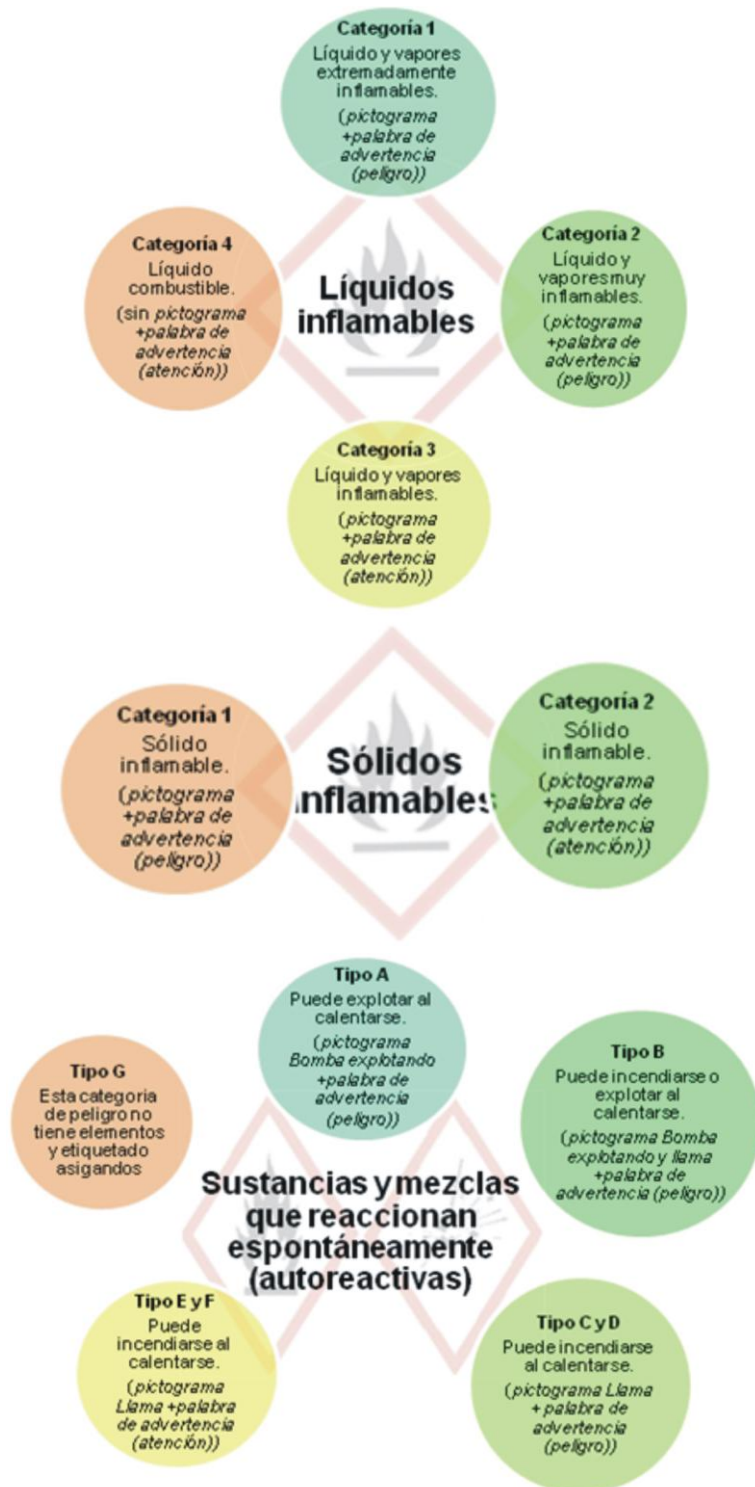 Categoría 1
Líquido y vapores
extremadamente
inflamables.
(pictograma
+palabra de
advertencia
(peligro))
Categoría 4
Líquido
combustible.
(sin pictograma
+palabra de
advertencia
(atención))
Líquidos
inflamables
Categoría 2
Líquido y
vapores muy
inflamables.
(pictograma
+palabra de
advertencia
(peligro))
Categoría 3
Líquido y vapores
inflamables.
(pictograma
+palabra de
advertencia
(atención))
Categoría 1
Sólido
inflamable.
(pictograma
+palabra de
advertencia
(peligro))
Sólidos
inflamables
Categoría 2
Sólido
inflamable.
(pictograma
+palabra de
advertencia
(atención))
Tipo A
Puede explotar al
calentarse.
(pictograma
Bomba explotando
+palabra de
advertencia
(peligro))
Tipo G
Esta categoria
de peligro no
tiene elementos
y etiquetado
asigandos
Tipo B
Puede incendiarse o
explotar al
calentarse.
(pictograma Bomba
explotando y llama
+palabra de
advertencia (peligro))
Sustancias y mezclas
que reaccionan
espontáneamente
(autoreactivas)
Tipo E y F
Puede
incendiarse al
calentarse.
(pictograma
Llama +palabra
de advertencia
(atención))
Tipo C y D
Puede incendiarse
al calentarse.
(pictograma Llama
+ palabra de
advertencia
(peligro))